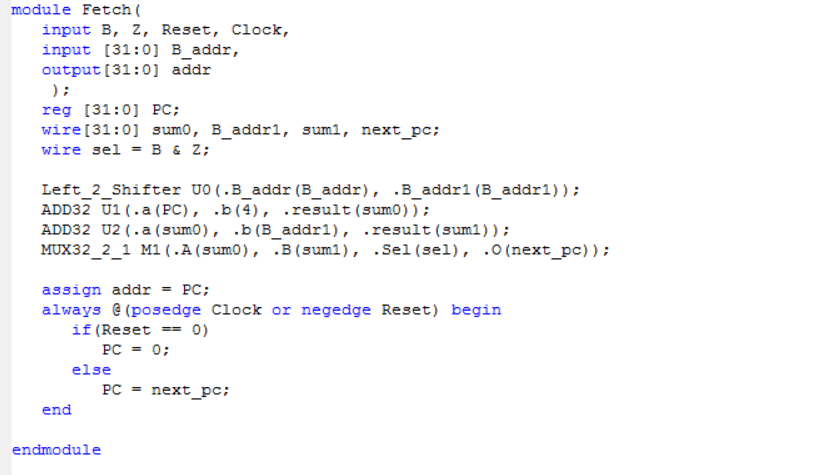 module Fetch(
input B, Z, Reset, Clock,
input [31:0] B_addr,
output[31:0] addr
);
reg [31:0] PC;
wire[31:0] sum0, B_addr1, sum1, next_pc;
wire sel = B & Z;
Left_2_Shifter U0(.B_addr(B_addr), .B_addr1(B_addr1));
ADD32 U1(.a(PC), .b(4), .result(sum0));
ADD32 U2(.a(sum0), .b(B_addr1), .result(sum1));
MUX32_2_1 M1(.A(sum0), .B(sum1), .Sel(sel), .O(next_pc));
assign addr = PC;
always @(posedge Clock or negedge Reset) begin
if(Reset == 0)
PC = 0;
else
PC = next_pc;
end
endmodule